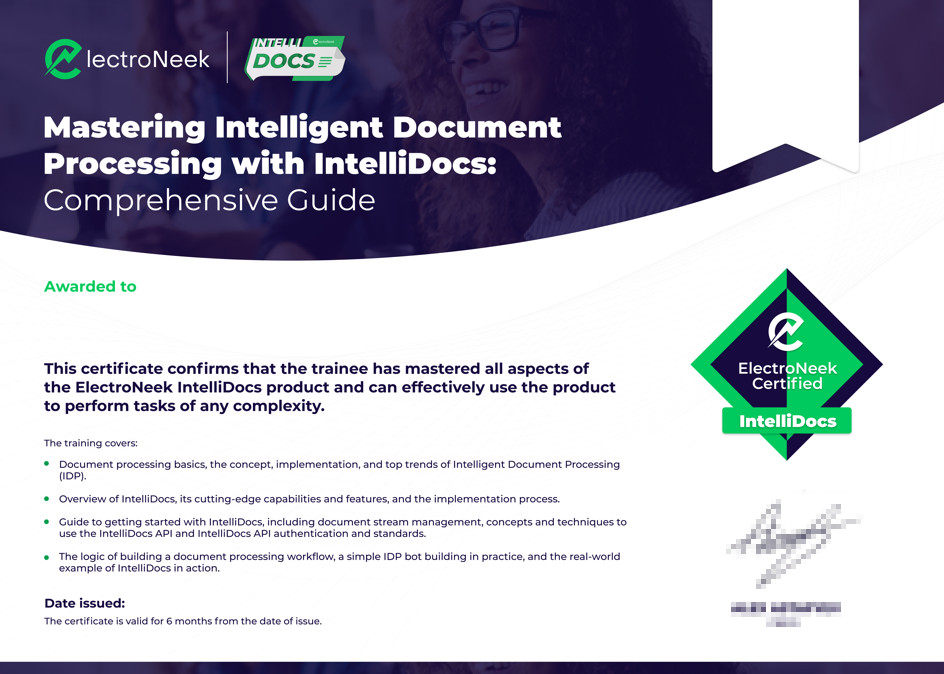 lectroNeek
INTELLI
DOCS
Mastering Intelligent Document
Processing with IntelliDocs:
Comprehensive Guide
Awarded to
This certificate confirms that the trainee has mastered all aspects of
the ElectroNeek IntelliDocs product and can effectively use the product
to perform tasks of any complexity.
The training covers:
Document processing basics, the concept, implementation, and top trends of Intelligent Document Processing
(IDP).
Overview of IntelliDocs, its cutting-edge capabilities and features, and the implementation process.
Guide to getting started with IntelliDocs, including document stream management, concepts and techniques to
use the IntelliDocs API and IntelliDocs API authentication and standards.
The logic of building a document processing workflow, a simple IDP bot building in practice, and the real-world
example of IntelliDocs in action.
Date issued:
The certificate is valid for 6 months from the date of issue.
ElectroNeek
Certified
IntelliDocs